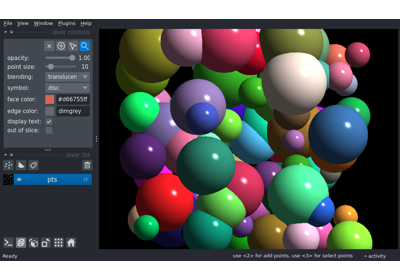 File View Window Plugins Help
layer controls
opacity: 1.00
point size: 10
blending: translucen
symbol: disc
face color: #d66755ff
edge color: dimgrey
display text:
out of slice:
layer list
pts
use <2> for add points, use <3> for select points activity